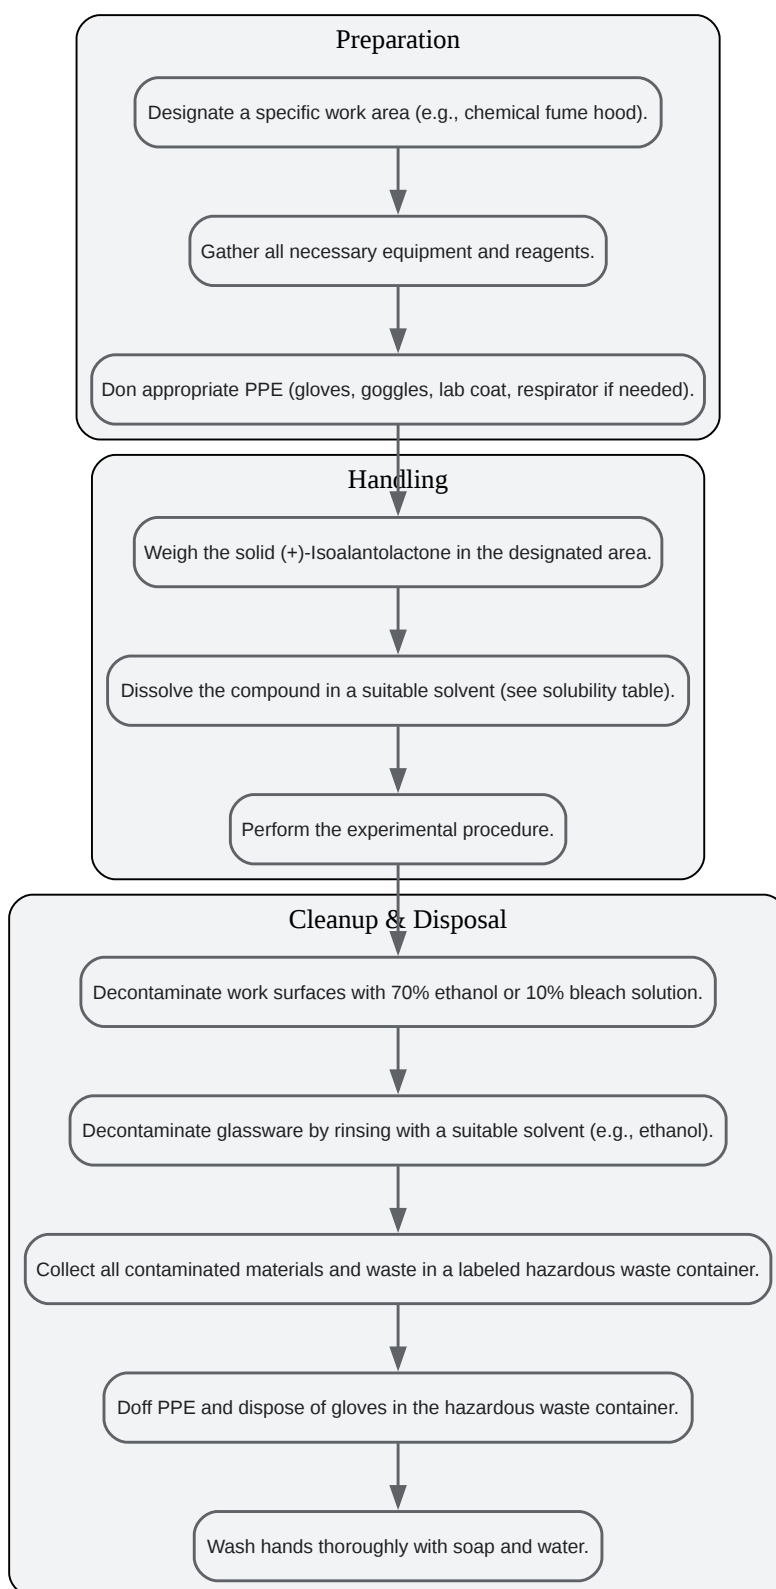 Preparation
Designate a specific work area (e.g., chemical fume hood).
Gather all necessary equipment and reagents.
Don appropriate PPE (gloves, goggles, lab coat, respirator if needed).
Handling
Weigh the solid (+)-Isoalantolactone in the designated area.
Dissolve the compound in a suitable solvent (see solubility table).
Perform the experimental procedure.
Cleanup & Disposal
Decontaminate work surfaces with 70% ethanol or 10% bleach solution.
Decontaminate glassware by rinsing with a suitable solvent (e.g., ethanol).
Collect all contaminated materials and waste in a labeled hazardous waste container.
Doff PPE and dispose of gloves in the hazardous waste container.
Wash hands thoroughly with soap and water.